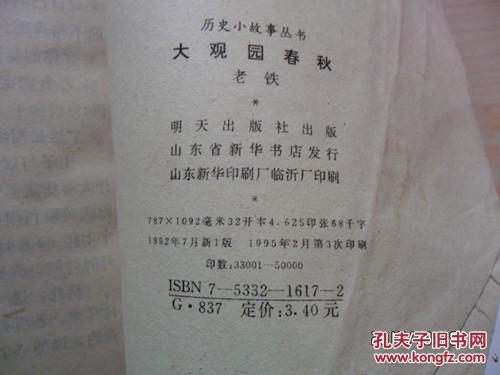 历史小故事丛书
大观园春秋
老铁
*
明天出版社出版
山东省新华书店发行
山东新华印刷厂临沂厂印刷
*
787×1092毫米32开本4.625印张68千字
1992年7月新1版 1995年2月第3次印刷
印数:33001—50000
ISBN 7—5332—1617—2
G·837 定价:3.40元
孔夫子旧书网
www.kongfz.com